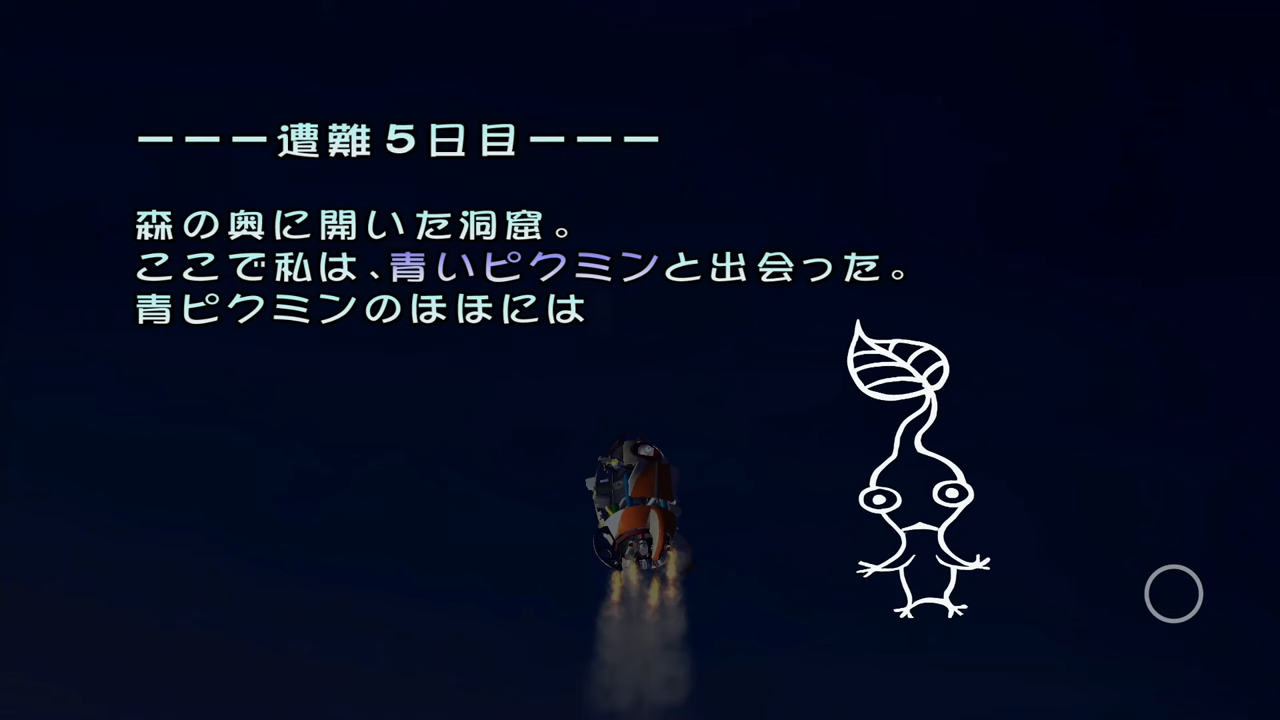 ーーー遭難5日目ーーー
森の奥に開いた洞窟。
ここで私は、青いピクミンと出会った。
青ピクミンのほほには